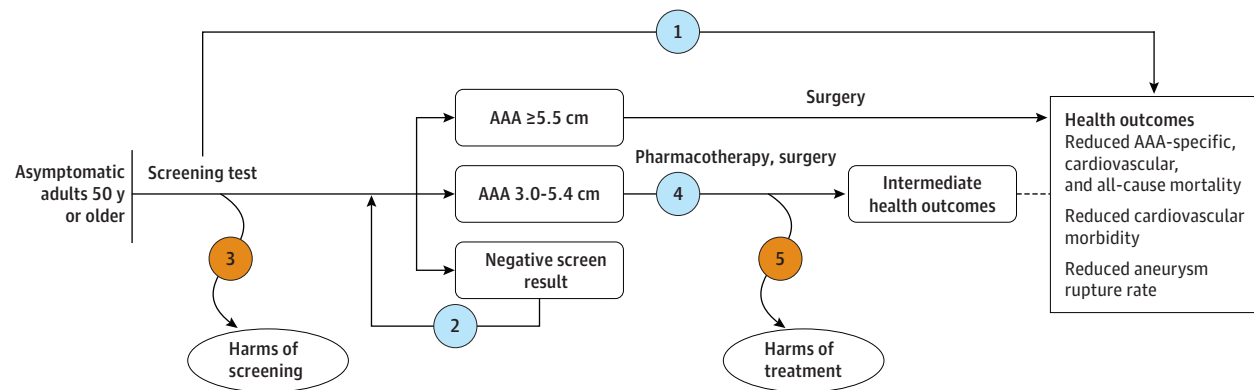 1
Surgery
AAA ≥5.5 cm
Health outcomes
Reduced AAA-specific,
cardiovascular,
and all-cause mortality
Reduced cardiovascular
morbidity
Reduced aneurysm
rupture rate
Asymptomatic
adults 50 y
or older
Screening test
Pharmacotherapy, surgery
AAA 3.0-5.4 cm
4
Intermediate
health outcomes
3
Negative screen
result
5
2
Harms of
screening
Harms of
treatment